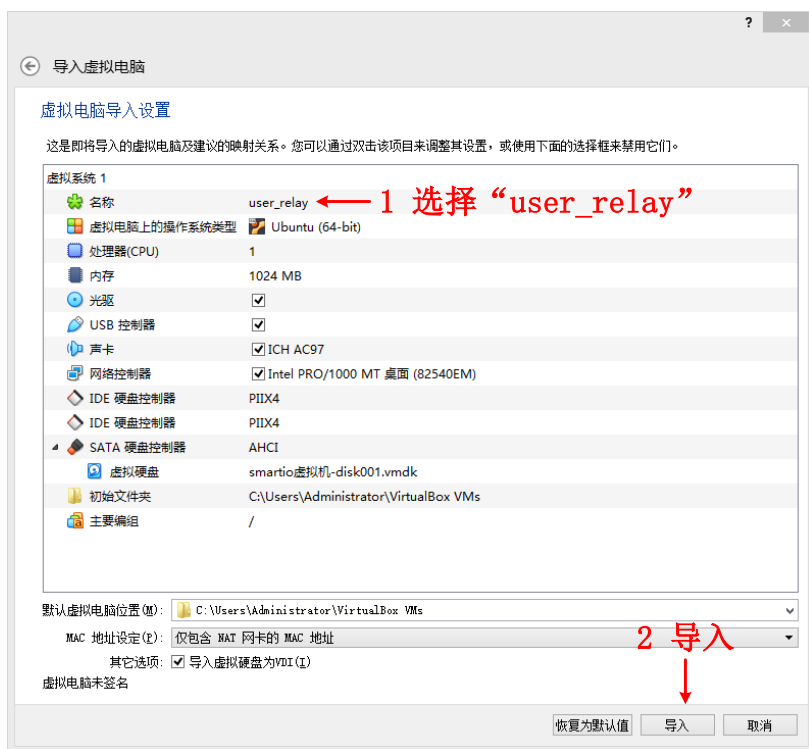 ?
导入虚拟电脑
虚拟电脑导入设置
这是即将导入的虚拟电脑及建议的映射关系。您可以通过双击该项目来调整其设置，或使用下面的选择框来禁用它们。
虚拟系统 1
名称 user_relay 1 选择“user_relay”
虚拟电脑上的操作系统类型 Ubuntu (64-bit)
处理器(CPU) 1
内存 1024 MB
光驱
USB 控制器
声卡 ICH AC97
网络控制器 Intel PRO/1000 MT 桌面 (82540EM)
IDE 硬盘控制器 PIIX4
IDE 硬盘控制器 PIIX4
SATA 硬盘控制器 AHCI
虚拟硬盘 smartio虚拟机-disk001.vmdk
初始文件夹 C:\Users\Administrator\VirtualBox VMs
主要编组 /
默认虚拟电脑位置(M): C:\Users\Administrator\VirtualBox VMs
MAC 地址设定(P): 仅包含 NAT 网卡的 MAC 地址
2 导入
其它选项: 导入虚拟硬盘为VDI(I)
虚拟电脑未签名
恢复为默认值 导入 取消